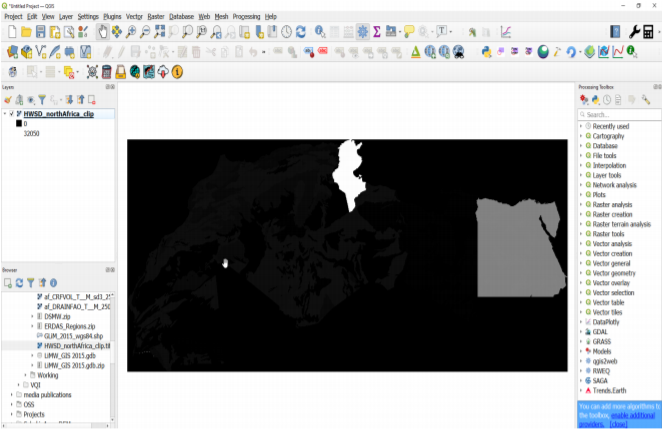 *Untitled Project — QGIS
Project Edit View Layer Settings Plugins Vector Raster Database Web Mesh Processing Help
Layers
HWSD_northAfrica_clip
0
32050
Browser
af_CRFVOL_T__M_sd3_25
af_DRAINFAO_T__M_250
DSMW.zip
ERDAS_Regions.zip
GLIM_2015_wgs84.shp
HWSD_northAfrica_clip.tif
LiMW_GIS 2015.gdb
LiMW_GIS 2015.gdb.zip
Working
VQI
media publications
OSS
Projects
Processing Toolbox
Search...
Recently used
Cartography
Database
File tools
Interpolation
Layer tools
Network analysis
Plots
Raster analysis
Raster creation
Raster terrain analysis
Raster tools
Vector analysis
Vector creation
Vector general
Vector geometry
Vector overlay
Vector selection
Vector table
Vector tiles
DataPlotly
GDAL
GRASS
Models
qgis2web
RWEQ
SAGA
Trends.Earth
You can add more algorithms to
the toolbox, enable additional
providers. [close]